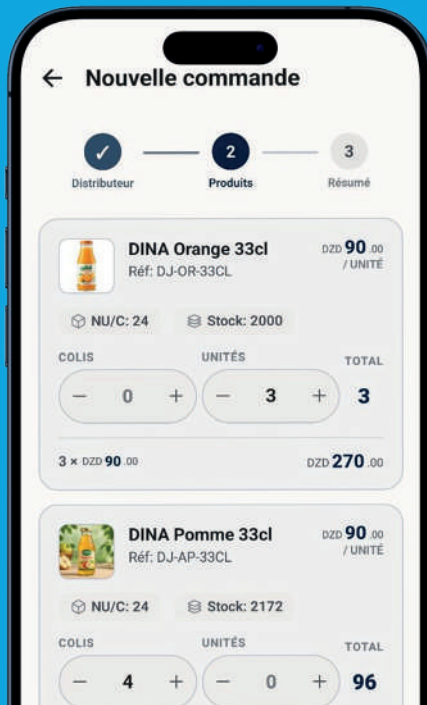 ← Nouvelle commande
✓ 2 3
Distributeur Produits Résumé
DINA Orange 33cl DZD 90.00
Réf: DJ-OR-33CL / UNITÉ
NU/C: 24 Stock: 2000
COLIS UNITÉS TOTAL
− 0 + − 3 + 3
3 × DZD 90.00 DZD 270.00
DINA Pomme 33cl DZD 90.00
Réf: DJ-AP-33CL / UNITÉ
NU/C: 24 Stock: 2172
COLIS UNITÉS TOTAL
− 4 + − 0 + 96